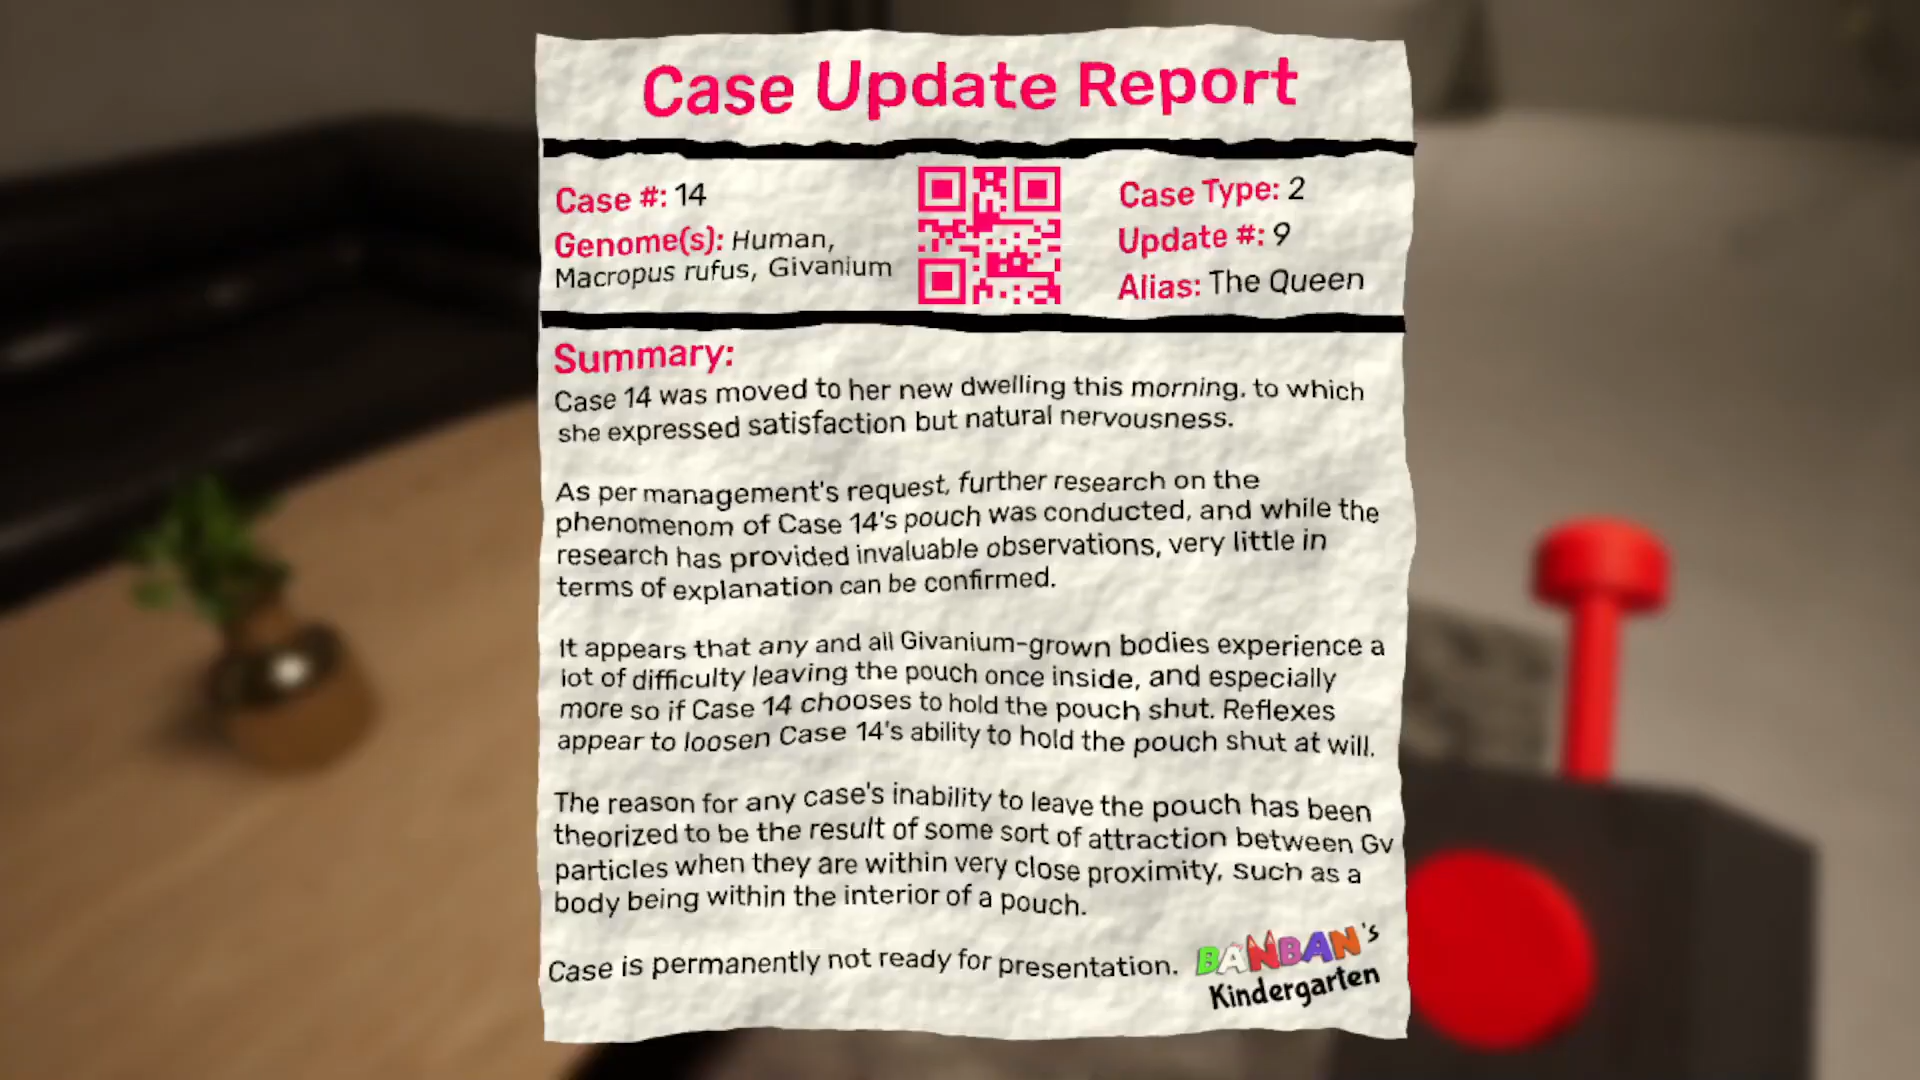 Case Update Report
Case #: 14
Genome(s): Human,
Macropus rufus, Givanium
Case Type: 2
Update #: 9
Alias: The Queen
Summary:
Case 14 was moved to her new dwelling this morning, to which
she expressed satisfaction but natural nervousness.
As per management's request, further research on the
phenomenom of Case 14's pouch was conducted, and while the
research has provided invaluable observations, very little in
terms of explanation can be confirmed.
It appears that any and all Givanium-grown bodies experience a
lot of difficulty leaving the pouch once inside, and especially
more so if Case 14 chooses to hold the pouch shut. Reflexes
appear to loosen Case 14's ability to hold the pouch shut at will.
The reason for any case's inability to leave the pouch has been
theorized to be the result of some sort of attraction between Gv
particles when they are within very close proximity, such as a
body being within the interior of a pouch.
Case is permanently not ready for presentation.
BANBAN's
Kindergarten